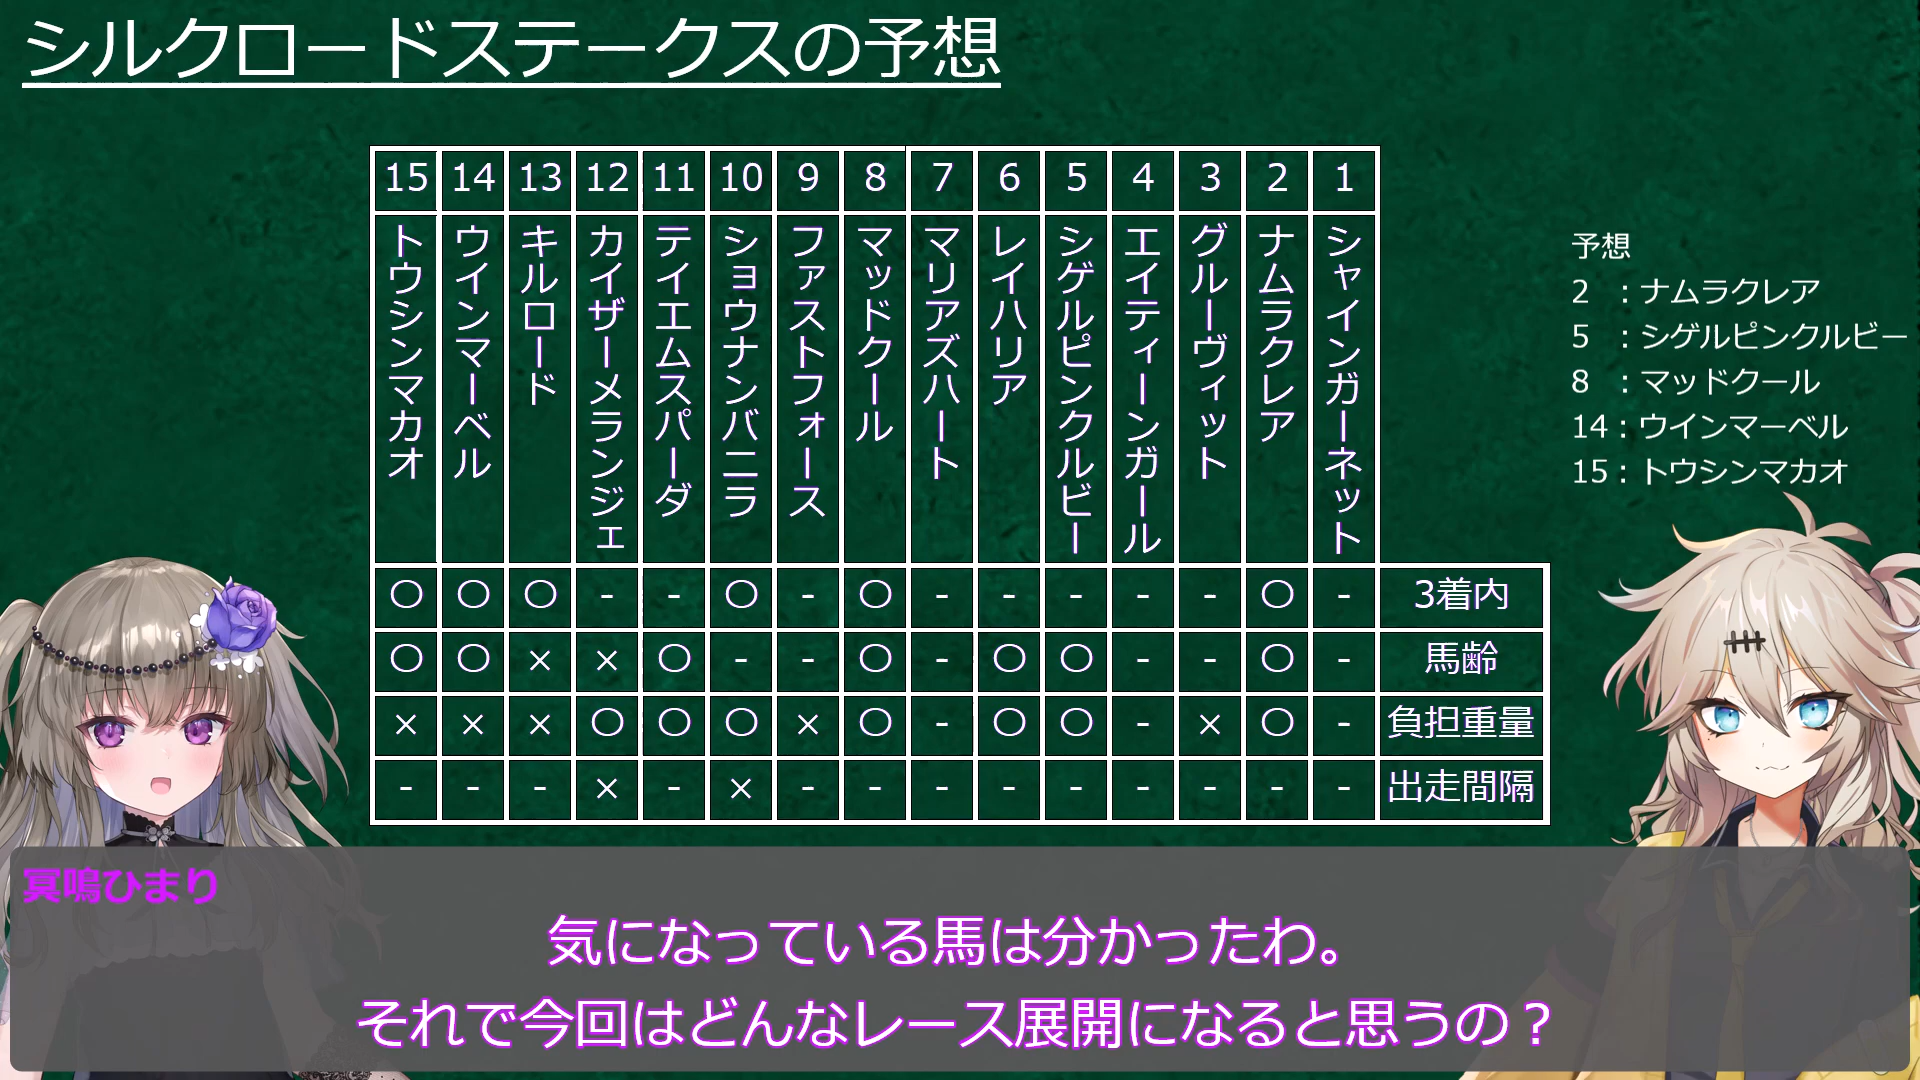 シルクロードステークスの予想
15 14 13 12 11 10 9 8 7 6 5 4 3 2 1
トウシンマカオ
ウインマーベル
キルロード
カイザーメランジェ
テイエムスパーダ
ショウナンバニラ
ファストフォース
マッドクール
マリアズハート
レイハリア
シゲルピンクルビー
エイティーンガール
グルーヴィット
ナムラクレア
シャインガーネット
○ ○ ○ - - ○ - ○ - - - - - ○ - 3着内
○ ○ × × ○ - - ○ - ○ ○ - - ○ - 馬齢
× × × ○ ○ ○ × ○ - ○ ○ - × ○ - 負担重量
- - - × - × - - - - - - - - - 出走間隔
予想
2 ：ナムラクレア
5 ：シゲルピンクルビー
8 ：マッドクール
14：ウインマーベル
15：トウシンマカオ
冥鳴ひまり
気になっている馬は分かったわ。
それで今回はどんなレース展開になると思うの？